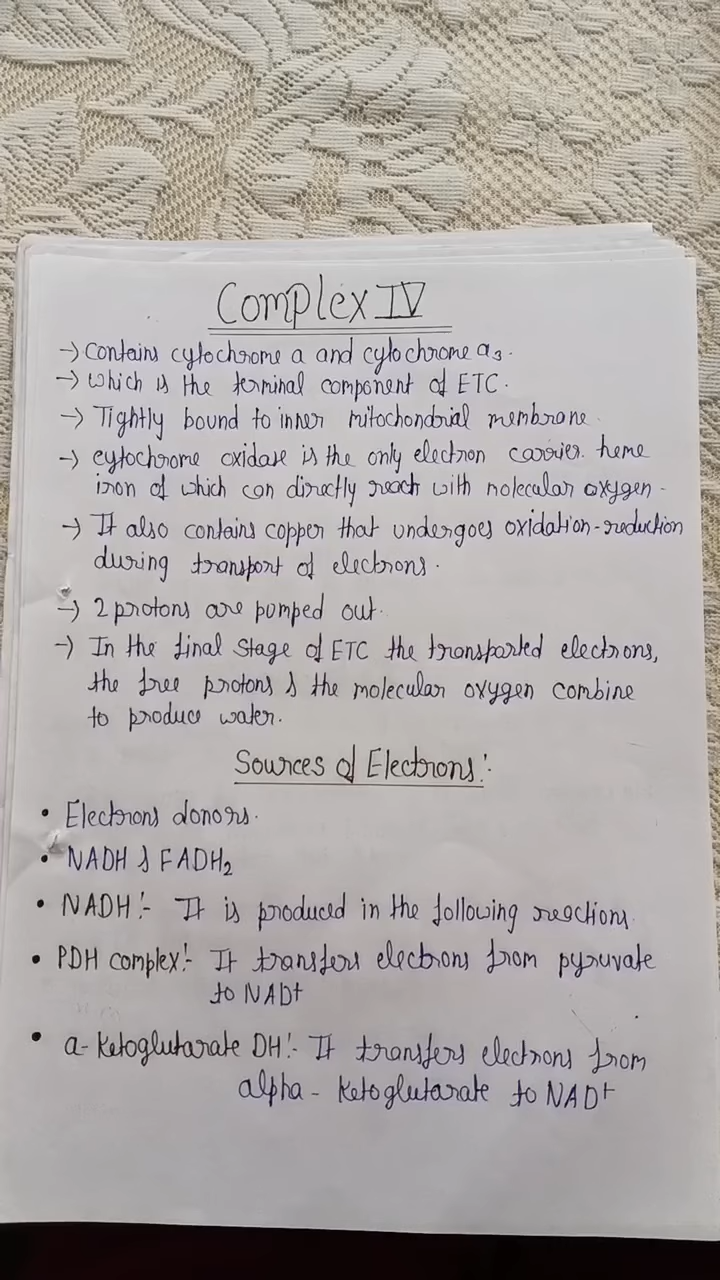 Complex IV
→ Contains cytochrome a and cytochrome a₃.
→ which is the terminal component of ETC.
→ Tightly bound to inner mitochondrial membrane.
→ cytochrome oxidase is the only electron carrier. heme
iron of which can directly reach with molecular oxygen -
→ It also contains copper that undergoes oxidation-reduction
during transport of electrons.
→ 2 protons are pumped out.
→ In the final stage of ETC the transported electrons,
the free protons & the molecular oxygen combine
to produce water.
Sources of Electrons:-
• Electrons donors.
• NADH & FADH₂
• NADH:- It is produced in the following reactions.
• PDH complex:- It transfers electrons from pyruvate
to NAD+
• a-Ketoglutarate DH:- It transfers electrons from
alpha - Ketoglutarate to NAD+